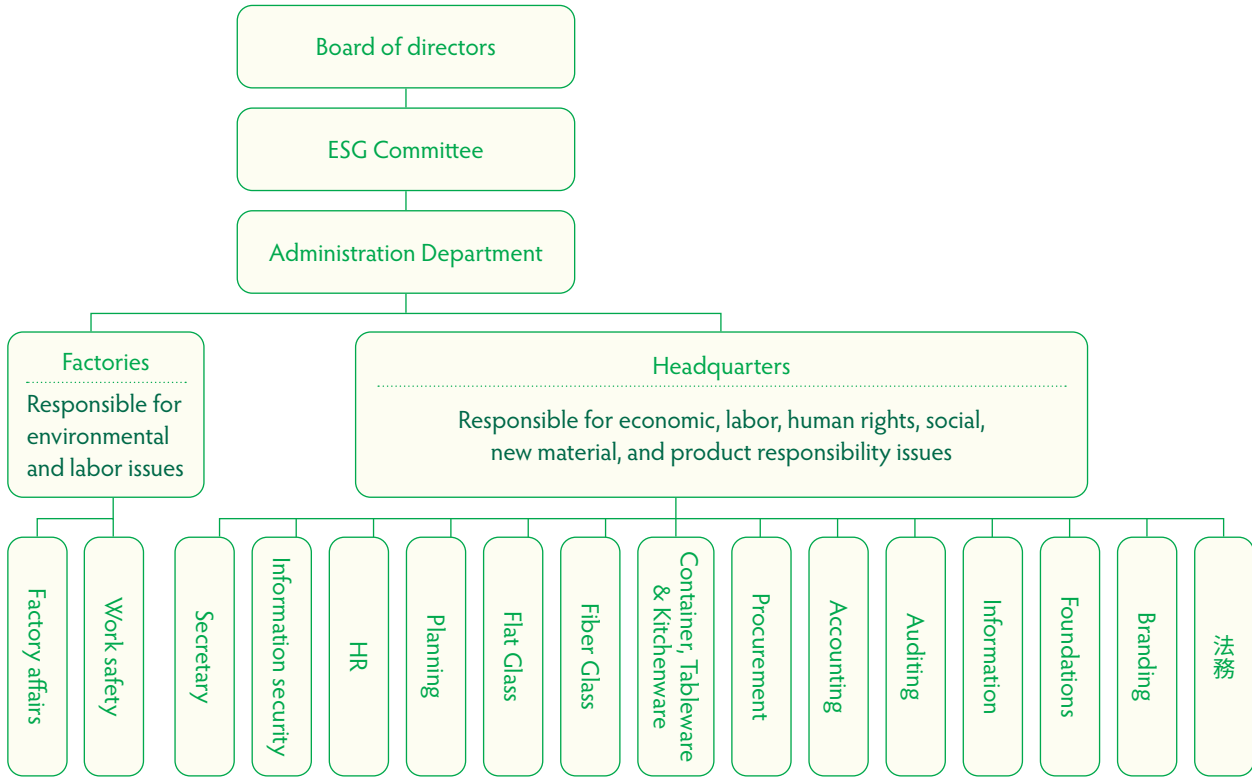 Board of directors
ESG Committee
Administration Department
Factories
Responsible for
environmental
and labor issues
Headquarters
Responsible for economic, labor, human rights, social,
new material, and product responsibility issues
Factory affairs
Work safety
Secretary
Information security
HR
Planning
Flat Glass
Fiber Glass
Container, Tableware
& Kitchenware
Procurement
Accounting
Auditing
Information
Foundations
Branding
法務